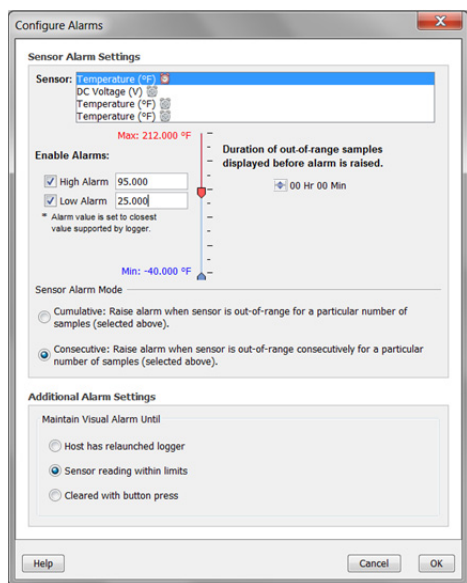 Configure Alarms
Sensor Alarm Settings
Sensor: Temperature (°F)
DC Voltage (V)
Temperature (°F)
Temperature (°F)
Max: 212.000 °F
Enable Alarms:
Duration of out-of-range samples
displayed before alarm is raised.
High Alarm 95.000
00 Hr 00 Min
Low Alarm 25.000
* Alarm value is set to closest
value supported by logger.
Min: -40.000 °F
Sensor Alarm Mode
Cumulative: Raise alarm when sensor is out-of-range for a particular number of
samples (selected above).
Consecutive: Raise alarm when sensor is out-of-range consecutively for a particular
number of samples (selected above).
Additional Alarm Settings
Maintain Visual Alarm Until
Host has relaunched logger
Sensor reading within limits
Cleared with button press
Help
Cancel
OK